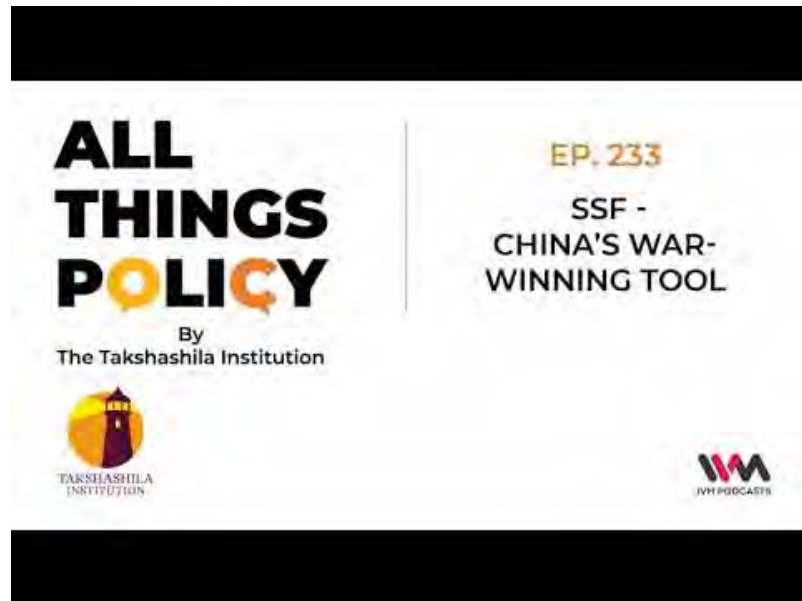 ALL
THINGS
POLICY
By
The Takshashila Institution
TAKSHASHILA
INSTITUTION
EP. 233
SSF -
CHINA'S WAR-
WINNING TOOL
IVM PODCASTS